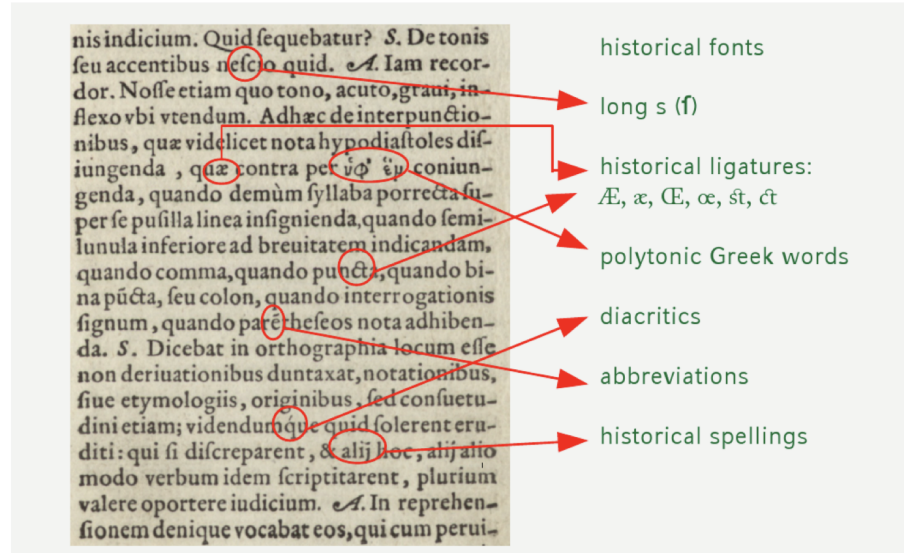 nis indicium. Quid ſequebatur? S. De tonis
ſeu accentibus neſcio quid. A. Iam recor-
dor. Noſſe etiam quo tono, acuto, graui, in-
flexo vbi vtendum. Adhæc de interpunctio-
nibus, quæ videlicet nota hypodiaſtoles diſ-
iungenda, quæ contra per coniun-
genda, quando demùm ſyllaba porrecta ſu-
per ſe puſilla linea inſignienda, quando ſemi-
lunula inferiore ad breuitatem indicandam,
quando comma, quando puncta, quando bi-
na pũcta, ſeu colon, quando interrogationis
ſignum, quando parẽtheſeos nota adhiben-
da. S. Dicebat in orthographia locum eſſe
non deriuationibus duntaxat, notationibus,
ſiue etymologiis, originibus, ſed conſuetu-
dini etiam; videndumq́ue quid ſolerent eru-
diti: qui ſi diſcreparent, & alij hoc, alij alio
modo verbum idem ſcriptitarent, plurium
valere oportere iudicium. A. In reprehen-
ſionem denique vocabat eos, qui cum perui-
historical fonts
long s (ſ)
historical ligatures:
Æ, æ, Œ, œ, st, ct
polytonic Greek words
diacritics
abbreviations
historical spellings